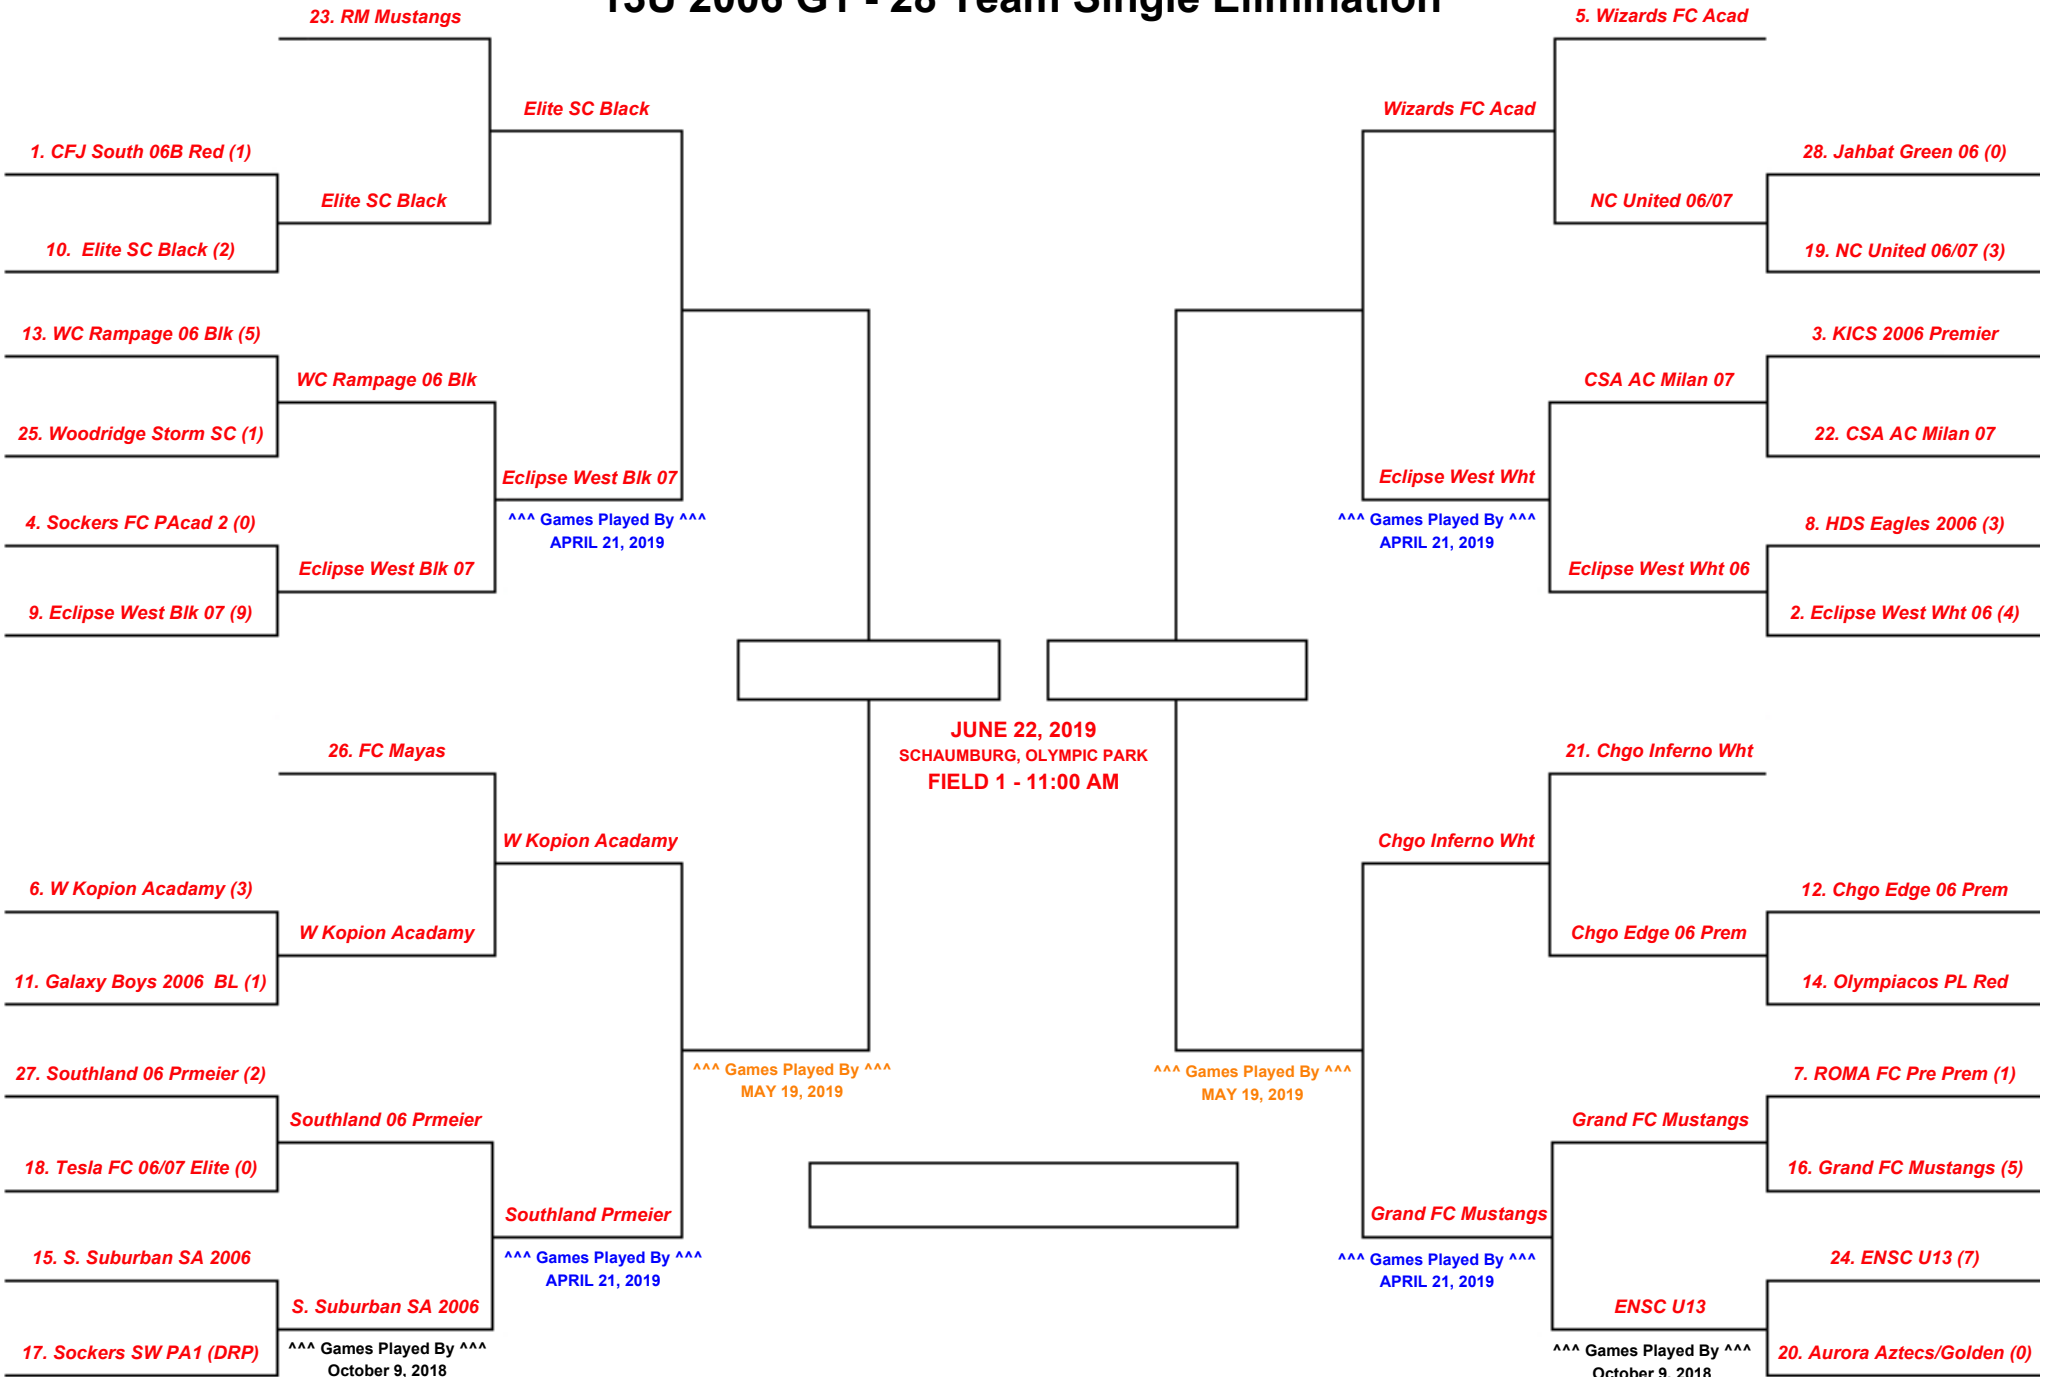 13U 2006 G1 - 28 Team Single Elimination
23. RM Mustangs
5. Wizards FC Acad
Elite SC Black
Wizards FC Acad
1. CFJ South 06B Red (1)
28. Jahbat Green 06 (0)
Elite SC Black
NC United 06/07
10. Elite SC Black (2)
19. NC United 06/07 (3)
13. WC Rampage 06 Blk (5)
3. KICS 2006 Premier
WC Rampage 06 Blk
CSA AC Milan 07
25. Woodridge Storm SC (1)
22. CSA AC Milan 07
Eclipse West Blk 07
Eclipse West Wht
^^^ Games Played By ^^^
APRIL 21, 2019
^^^ Games Played By ^^^
APRIL 21, 2019
4. Sockers FC PAcad 2 (0)
8. HDS Eagles 2006 (3)
Eclipse West Blk 07
Eclipse West Wht 06
9. Eclipse West Blk 07 (9)
2. Eclipse West Wht 06 (4)
JUNE 22, 2019
SCHAUMBURG, OLYMPIC PARK
FIELD 1 - 11:00 AM
26. FC Mayas
21. Chgo Inferno Wht
W Kopion Acadamy
Chgo Inferno Wht
6. W Kopion Acadamy (3)
12. Chgo Edge 06 Prem
W Kopion Acadamy
Chgo Edge 06 Prem
11. Galaxy Boys 2006 BL (1)
14. Olympiacos PL Red
^^^ Games Played By ^^^
MAY 19, 2019
^^^ Games Played By ^^^
MAY 19, 2019
27. Southland 06 Prmeier (2)
7. ROMA FC Pre Prem (1)
Southland 06 Prmeier
Grand FC Mustangs
18. Tesla FC 06/07 Elite (0)
16. Grand FC Mustangs (5)
Southland Prmeier
Grand FC Mustangs
^^^ Games Played By ^^^
APRIL 21, 2019
^^^ Games Played By ^^^
APRIL 21, 2019
15. S. Suburban SA 2006
24. ENSC U13 (7)
S. Suburban SA 2006
ENSC U13
17. Sockers SW PA1 (DRP)
20. Aurora Aztecs/Golden (0)
^^^ Games Played By ^^^
October 9, 2018
^^^ Games Played By ^^^
October 9, 2018